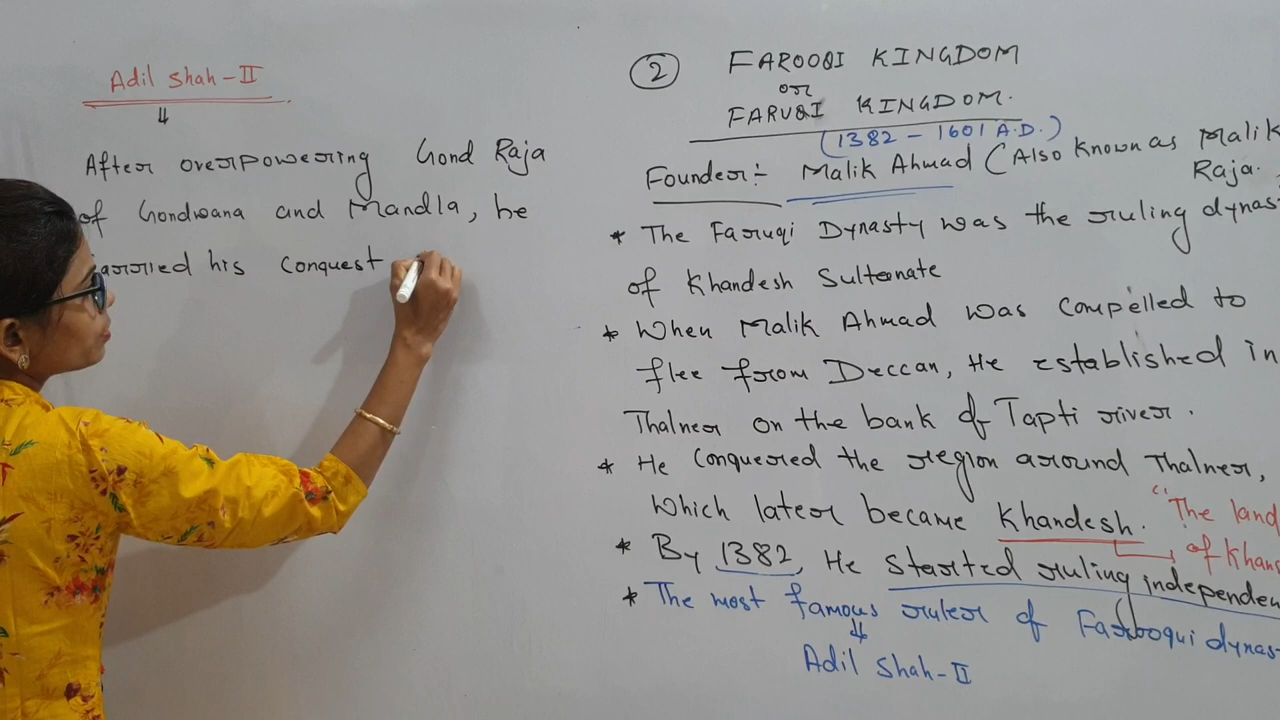 Adil Shah-II
After overpowering Gond Raja
of Gondwana and Mandla, he
carried his conquest
2 FAROOQI KINGDOM
or
FARUQI KINGDOM.
(1382 - 1601 A.D.)
Founder:- Malik Ahmad (Also known as Malik
Raja.
* The Faruqi Dynasty was the ruling dynas
of Khandesh Sultanate
* When Malik Ahmad was compelled to
flee from Deccan, He established in
Thalner on the bank of Tapti river.
* He conquered the region around Thalner,
which later became Khandesh. "The land
of Khans
* By 1382, He started ruling independen
* The most famous ruler of Farooqui dynas
Adil Shah-II